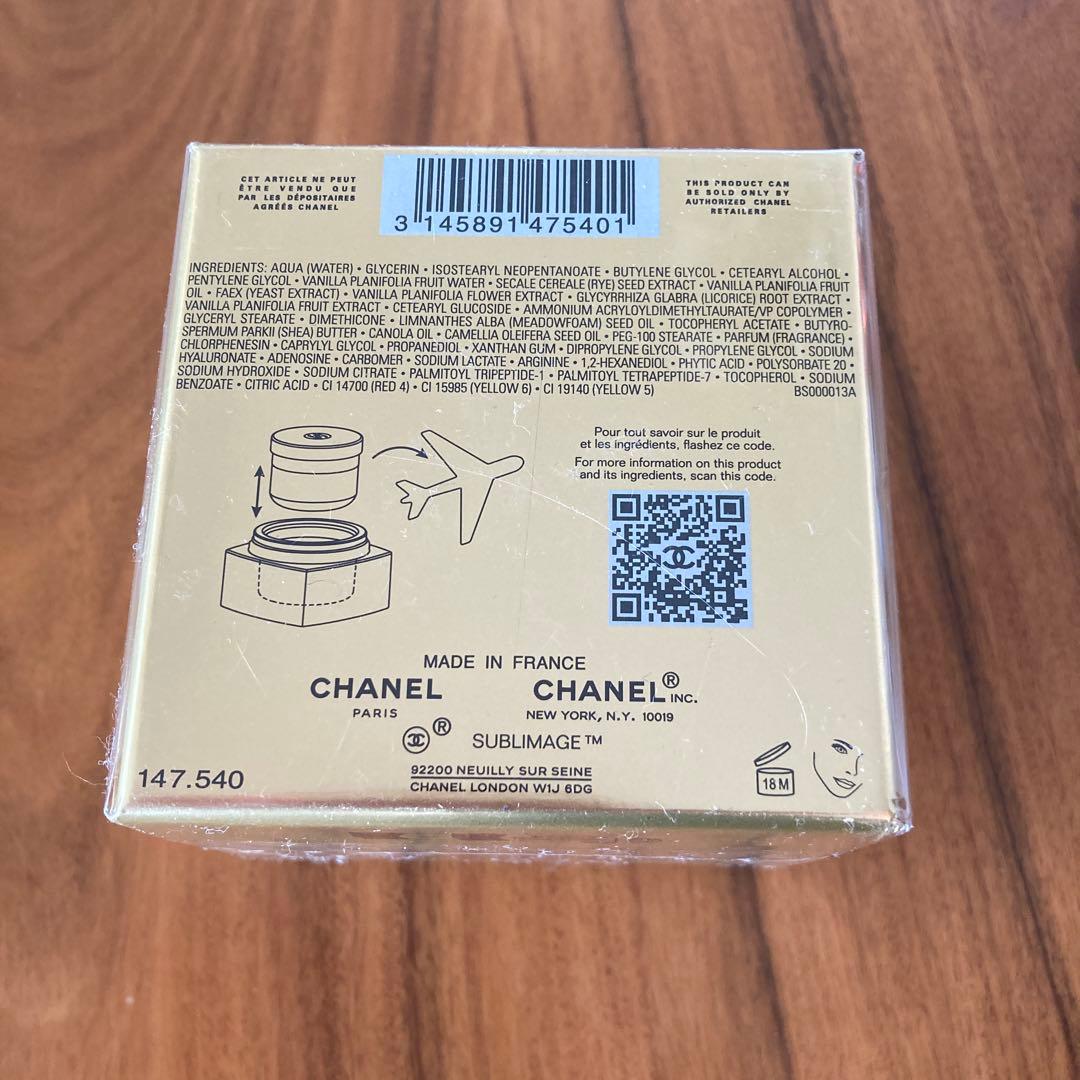 CET ARTICLE NE PEUT
ÊTRE VENDU QUE
PAR LES DÉPOSITAIRES
AGRÉÉS CHANEL
3 145891 475401
THIS PRODUCT CAN
BE SOLD ONLY BY
AUTHORIZED CHANEL
RETAILERS
INGREDIENTS: AQUA (WATER) • GLYCERIN • ISOSTEARYL NEOPENTANOATE • BUTYLENE GLYCOL • CETEARYL ALCOHOL •
PENTYLENE GLYCOL • VANILLA PLANIFOLIA FRUIT WATER • SECALE CEREALE (RYE) SEED EXTRACT • VANILLA PLANIFOLIA FRUIT
OIL • FAEX (YEAST EXTRACT) • VANILLA PLANIFOLIA FLOWER EXTRACT • GLYCYRRHIZA GLABRA (LICORICE) ROOT EXTRACT •
VANILLA PLANIFOLIA FRUIT EXTRACT • CETEARYL GLUCOSIDE • AMMONIUM ACRYLOYLDIMETHYLTAURATE/VP COPOLYMER •
GLYCERYL STEARATE • DIMETHICONE • LIMNANTHES ALBA (MEADOWFOAM) SEED OIL • TOCOPHERYL ACETATE • BUTYRO-
SPERMUM PARKII (SHEA) BUTTER • CANOLA OIL • CAMELLIA OLEIFERA SEED OIL • PEG-100 STEARATE • PARFUM (FRAGRANCE) •
CHLORPHENESIN • CAPRYLYL GLYCOL • PROPANEDIOL • XANTHAN GUM • DIPROPYLENE GLYCOL • PROPYLENE GLYCOL • SODIUM
HYALURONATE • ADENOSINE • CARBOMER • SODIUM LACTATE • ARGININE • 1,2-HEXANEDIOL • PHYTIC ACID • POLYSORBATE 20 •
SODIUM HYDROXIDE • SODIUM CITRATE • PALMITOYL TRIPEPTIDE-1 • PALMITOYL TETRAPEPTIDE-7 • TOCOPHEROL • SODIUM
BENZOATE • CITRIC ACID • CI 14700 (RED 4) • CI 15985 (YELLOW 6) • CI 19140 (YELLOW 5) BS000013A
Pour tout savoir sur le produit
et les ingrédients, flashez ce code.
For more information on this product
and its ingredients, scan this code.
MADE IN FRANCE
CHANEL
PARIS
CHANEL® INC.
NEW YORK, N.Y. 10019
® SUBLIMAGE™
92200 NEUILLY SUR SEINE
CHANEL LONDON W1J 6DG
147.540
18 M